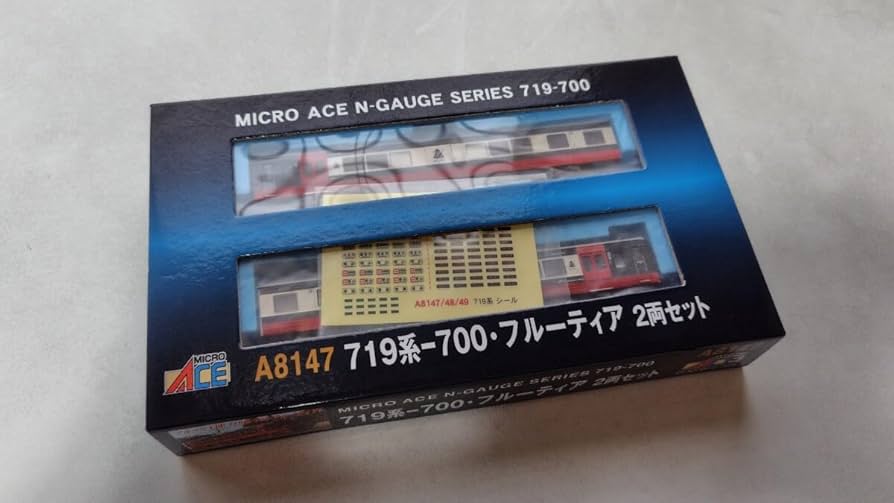 MICRO ACE N-GAUGE SERIES 719-700
A8147/48/49 719系 シール
MICRO
ACE
A8147 719系-700・フルーティア 2両セット
MICRO ACE N-GAUGE SERIES 719-700
719系-700・フルーティア 2両セット